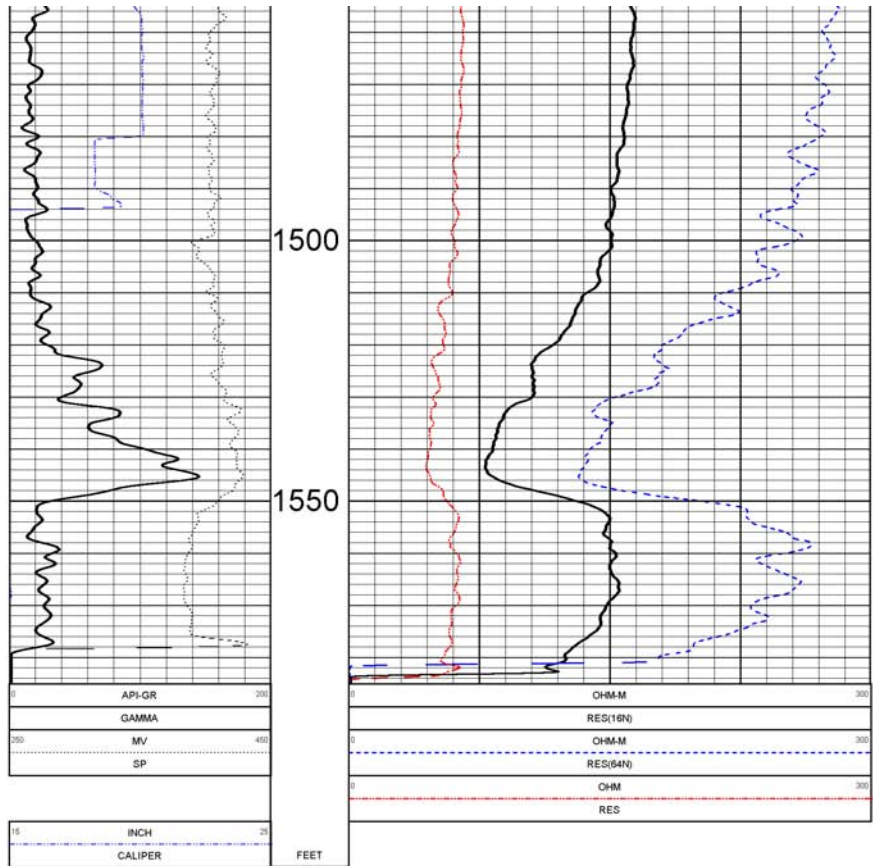 1500
1550
0 API-GR 200
GAMMA
250 MV 450
SP
15 INCH 25
CALIPER
FEET
0 OHM-M 300
RES(16N)
0 OHM-M 300
RES(64N)
0 OHM 300
RES